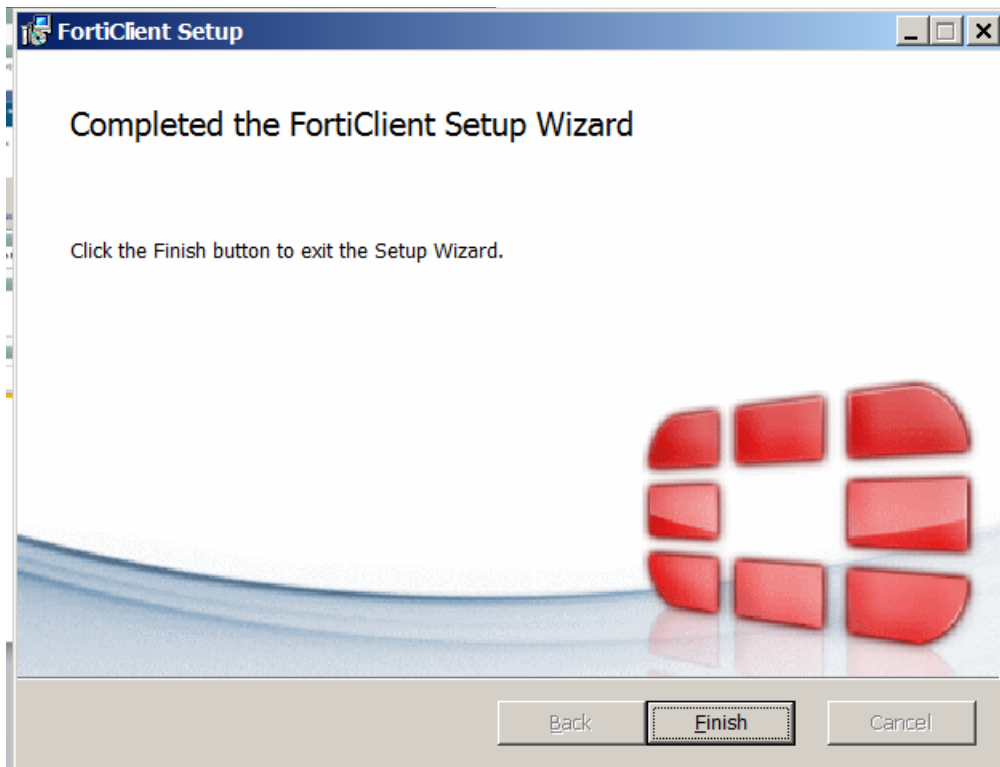 FortiClient Setup
Completed the FortiClient Setup Wizard
Click the Finish button to exit the Setup Wizard.
Back
Finish
Cancel